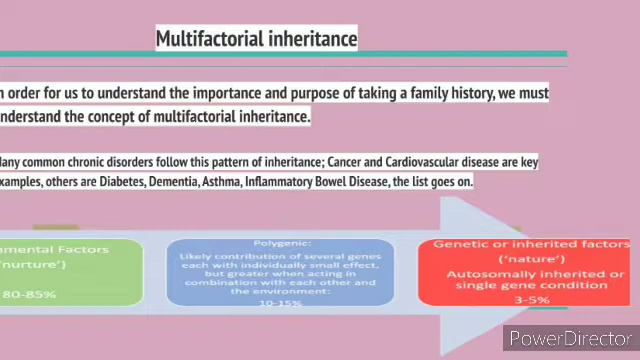 Multifactorial inheritance
order for us to understand the importance and purpose of taking a family history, we must
understand the concept of multifactorial inheritance.
Many common chronic disorders follow this pattern of inheritance; Cancer and Cardiovascular disease are key
examples, others are Diabetes, Dementia, Asthma, Inflammatory Bowel Disease, the list goes on.
Factors
('nurture')
80-85%
Polygenic:
Likely contribution of several genes
each with individually small effect,
but greater when acting in
combination with each other and
the environment:
10-15%
Genetic or inherited factors
('nature')
Autosomally inherited or
single gene condition
3-5%
PowerDirector